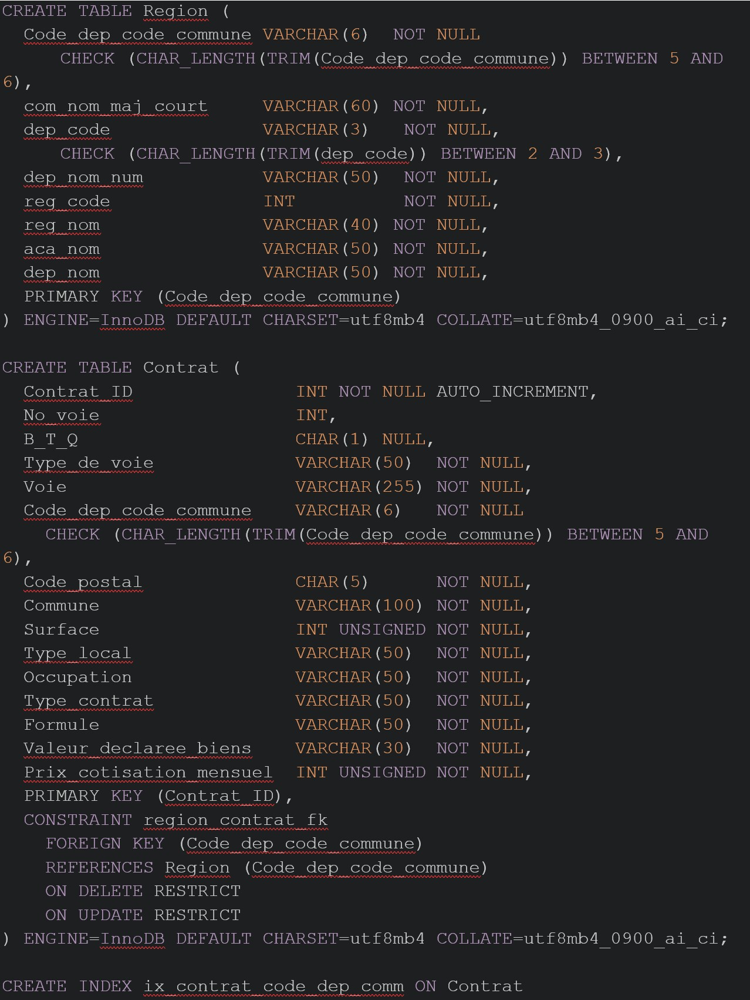 CREATE TABLE Region (
  Code_dep_code_commune VARCHAR(6)  NOT NULL
     CHECK (CHAR_LENGTH(TRIM(Code_dep_code_commune)) BETWEEN 5 AND
6),
  com_nom_maj_court     VARCHAR(60) NOT NULL,
  dep_code              VARCHAR(3)   NOT NULL,
     CHECK (CHAR_LENGTH(TRIM(dep_code)) BETWEEN 2 AND 3),
  dep_nom_num           VARCHAR(50)  NOT NULL,
  reg_code              INT          NOT NULL,
  reg_nom               VARCHAR(40) NOT NULL,
  aca_nom               VARCHAR(50) NOT NULL,
  dep_nom               VARCHAR(50) NOT NULL,
  PRIMARY KEY (Code_dep_code_commune)
) ENGINE=InnoDB DEFAULT CHARSET=utf8mb4 COLLATE=utf8mb4_0900_ai_ci;

CREATE TABLE Contrat (
  Contrat_ID               INT NOT NULL AUTO_INCREMENT,
  No_voie                  INT,
  B_T_Q                    CHAR(1) NULL,
  Type_de_voie             VARCHAR(50)  NOT NULL,
  Voie                     VARCHAR(255) NOT NULL,
  Code_dep_code_commune    VARCHAR(6)   NOT NULL
    CHECK (CHAR_LENGTH(TRIM(Code_dep_code_commune)) BETWEEN 5 AND
6),
  Code_postal              CHAR(5)      NOT NULL,
  Commune                  VARCHAR(100) NOT NULL,
  Surface                  INT UNSIGNED NOT NULL,
  Type_local               VARCHAR(50)  NOT NULL,
  Occupation               VARCHAR(50)  NOT NULL,
  Type_contrat             VARCHAR(50)  NOT NULL,
  Formule                  VARCHAR(50)  NOT NULL,
  Valeur_declaree_biens    VARCHAR(30)  NOT NULL,
  Prix_cotisation_mensuel  INT UNSIGNED NOT NULL,
  PRIMARY KEY (Contrat_ID),
  CONSTRAINT region_contrat_fk
    FOREIGN KEY (Code_dep_code_commune)
    REFERENCES Region (Code_dep_code_commune)
    ON DELETE RESTRICT
    ON UPDATE RESTRICT
) ENGINE=InnoDB DEFAULT CHARSET=utf8mb4 COLLATE=utf8mb4_0900_ai_ci;

CREATE INDEX ix_contrat_code_dep_comm ON Contrat